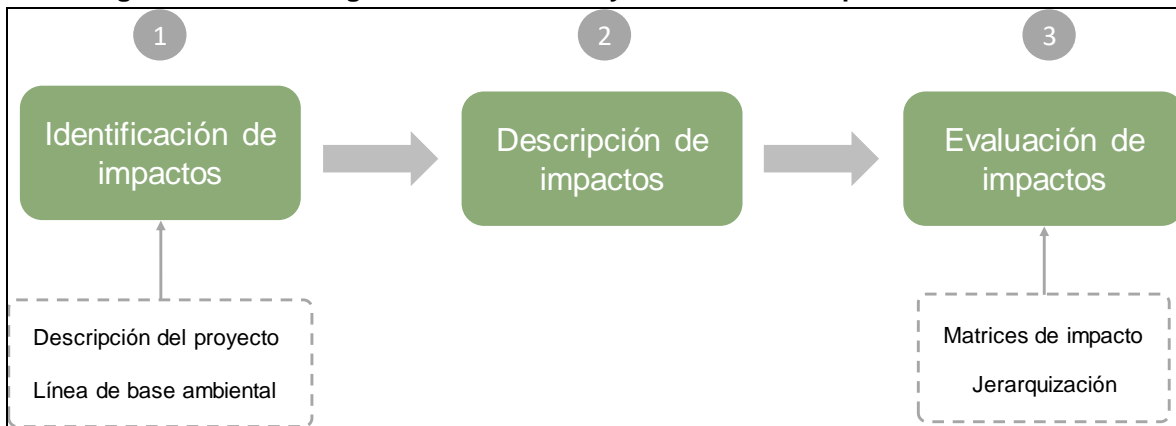 1
2
3
Identificación de
impactos
Descripción de
impactos
Evaluación de
impactos
Descripción del proyecto
Línea de base ambiental
Matrices de impacto
Jerarquización